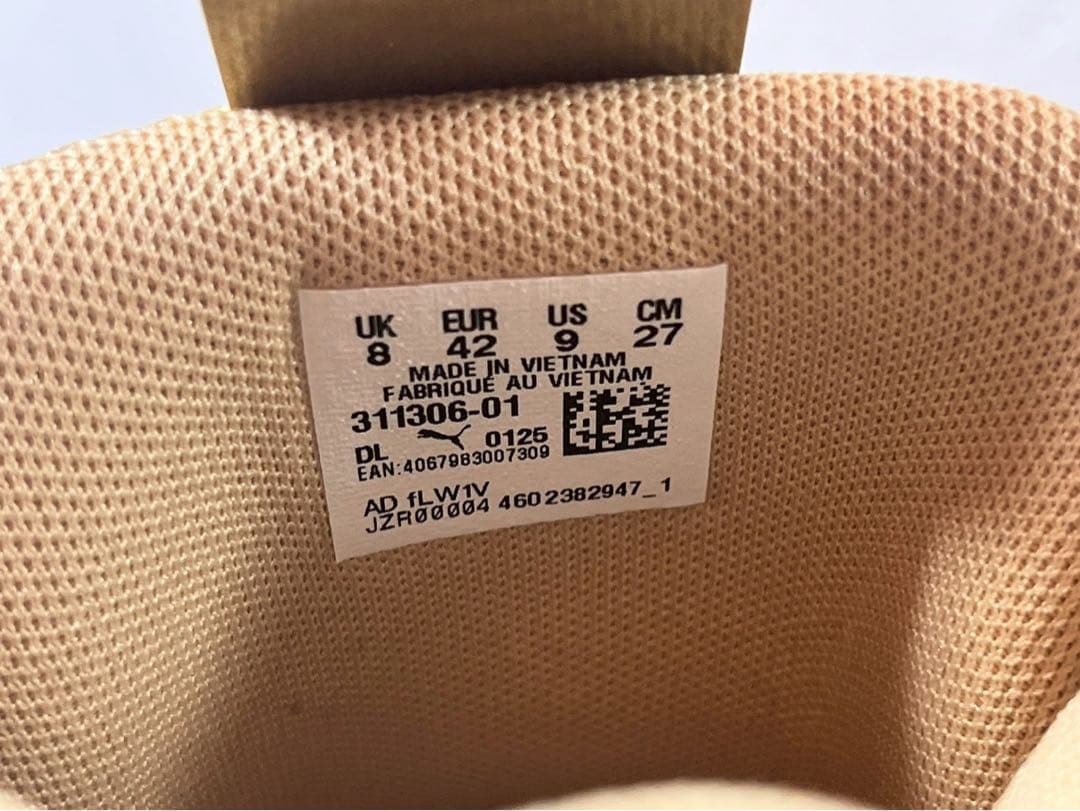 UK EUR US CM
8 42 9 27
MADE IN VIETNAM
FABRIQUÉ AU VIETNAM
311306-01
DL 0125
EAN:4067983007309
AD fLW1V
JZR00004 4602382947_1